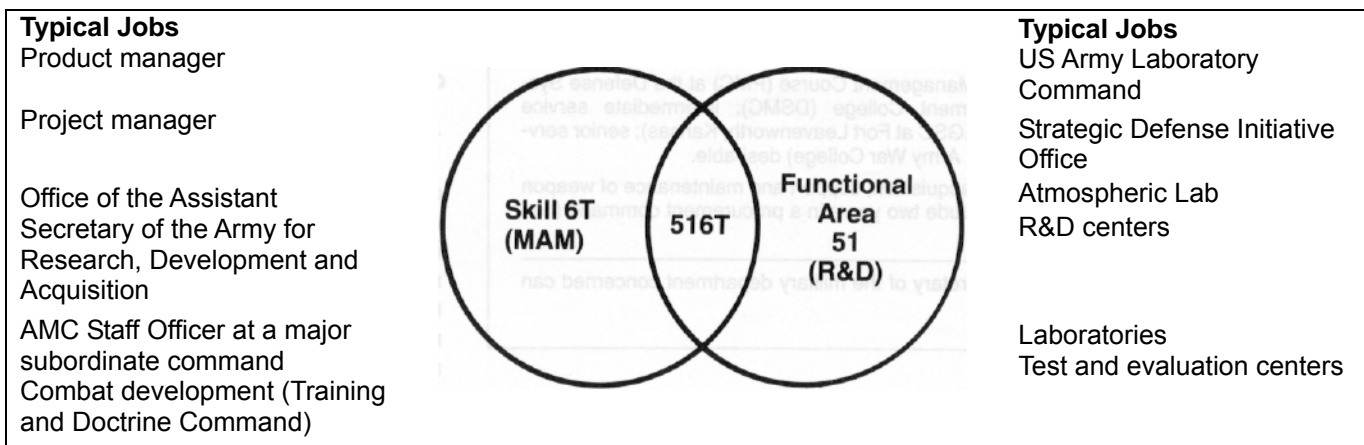 Typical Jobs
Product manager
Project manager
Office of the Assistant
Secretary of the Army for
Research, Development and
Acquisition
AMC Staff Officer at a major
subordinate command
Combat development (Training
and Doctrine Command)
Skill 6T
(MAM)
516T
Functional
Area
51
(R&D)
Typical Jobs
US Army Laboratory
Command
Strategic Defense Initiative
Office
Atmospheric Lab
R&D centers
Laboratories
Test and evaluation centers